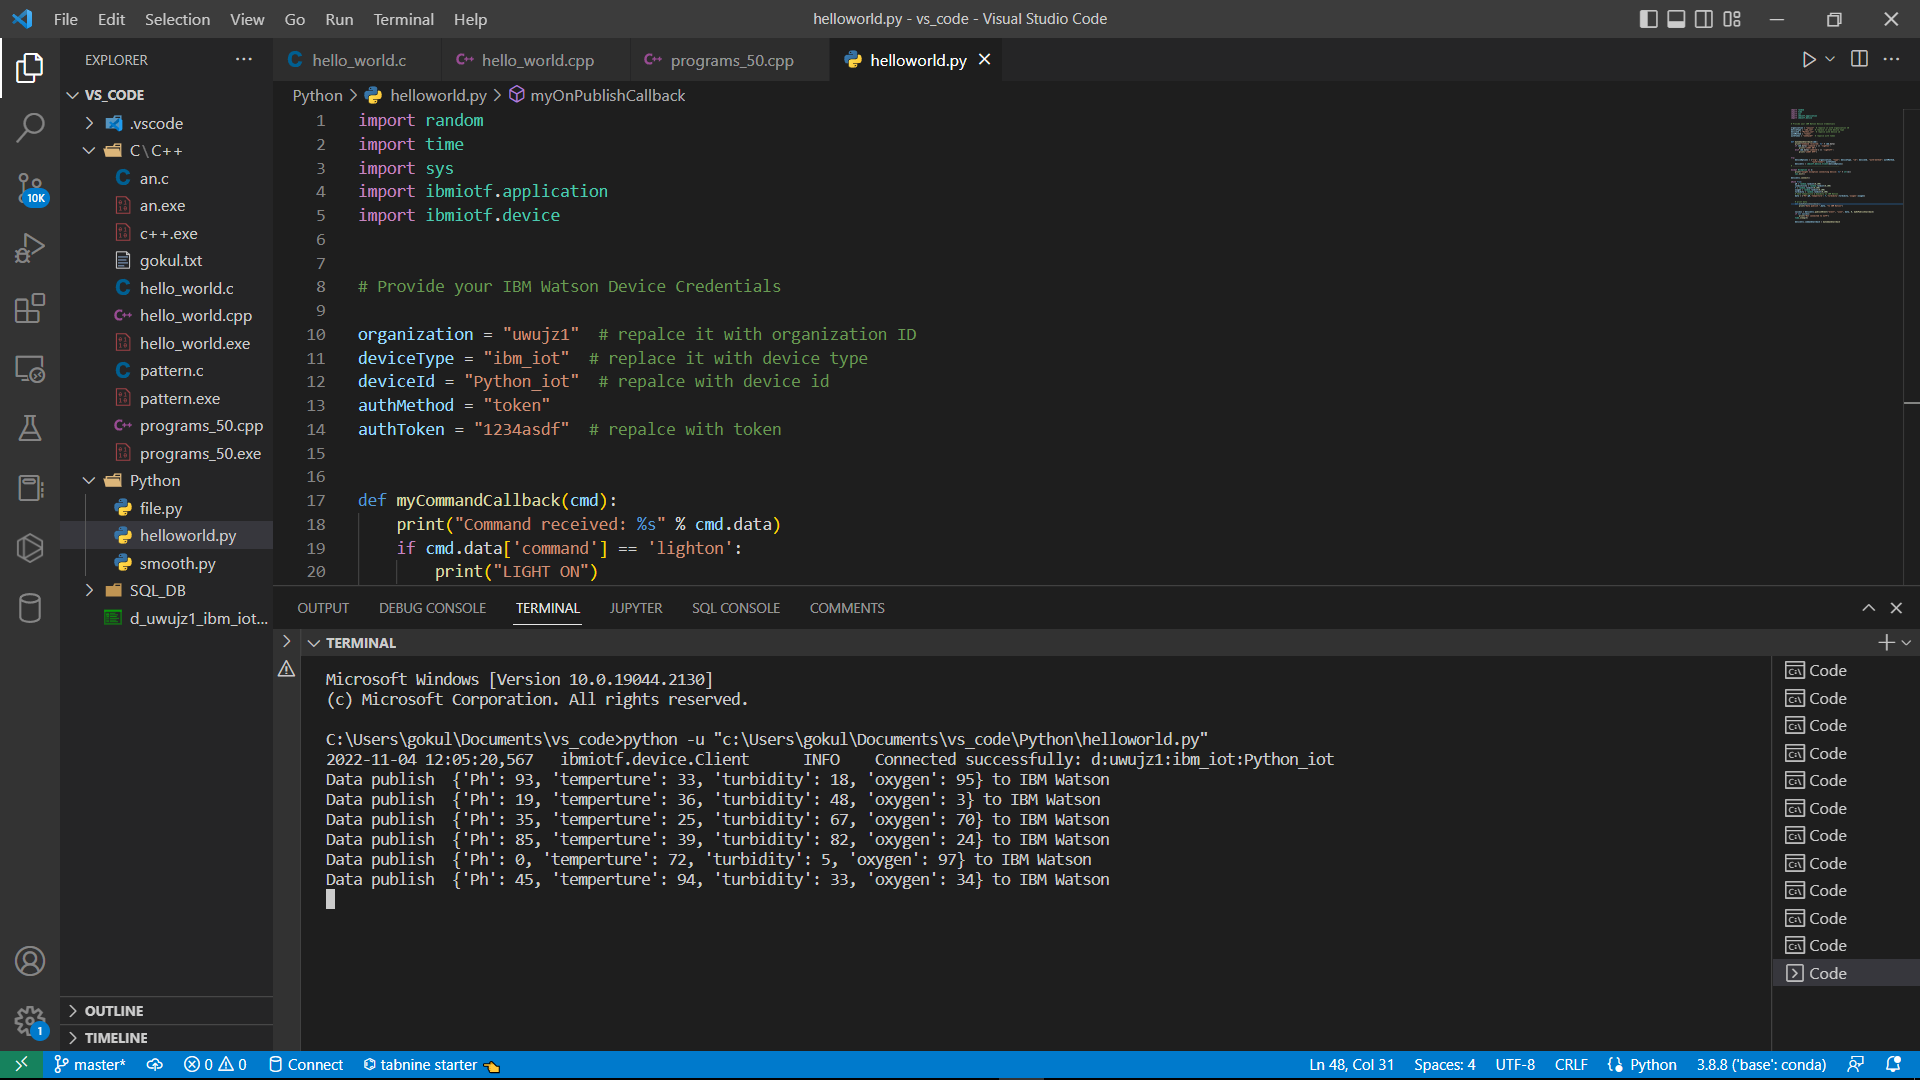 File Edit Selection View Go Run Terminal Help
helloworld.py - vs_code - Visual Studio Code
EXPLORER
VS_CODE
.vscode
C\C++
an.c
an.exe
c++.exe
gokul.txt
hello_world.c
hello_world.cpp
hello_world.exe
pattern.c
pattern.exe
programs_50.cpp
programs_50.exe
Python
file.py
helloworld.py
smooth.py
SQL_DB
d_uwujz1_ibm_iot...
OUTLINE
TIMELINE
10K
1
hello_world.c hello_world.cpp programs_50.cpp helloworld.py
Python > helloworld.py > myOnPublishCallback
1 import random
2 import time
3 import sys
4 import ibmiotf.application
5 import ibmiotf.device
6
7
8 # Provide your IBM Watson Device Credentials
9
10 organization = "uwujz1"  # repalce it with organization ID
11 deviceType = "ibm_iot"  # replace it with device type
12 deviceId = "Python_iot"  # repalce with device id
13 authMethod = "token"
14 authToken = "1234asdf"  # repalce with token
15
16
17 def myCommandCallback(cmd):
18     print("Command received: %s" % cmd.data)
19     if cmd.data['command'] == 'lighton':
20         print("LIGHT ON")
OUTPUT DEBUG CONSOLE TERMINAL JUPYTER SQL CONSOLE COMMENTS
TERMINAL
Microsoft Windows [Version 10.0.19044.2130]
(c) Microsoft Corporation. All rights reserved.
C:\Users\gokul\Documents\vs_code>python -u "c:\Users\gokul\Documents\vs_code\Python\helloworld.py"
2022-11-04 12:05:20,567   ibmiotf.device.Client      INFO    Connected successfully: d:uwujz1:ibm_iot:Python_iot
Data publish  {'Ph': 93, 'temperture': 33, 'turbidity': 18, 'oxygen': 95} to IBM Watson
Data publish  {'Ph': 19, 'temperture': 36, 'turbidity': 48, 'oxygen': 3} to IBM Watson
Data publish  {'Ph': 35, 'temperture': 25, 'turbidity': 67, 'oxygen': 70} to IBM Watson
Data publish  {'Ph': 85, 'temperture': 39, 'turbidity': 82, 'oxygen': 24} to IBM Watson
Data publish  {'Ph': 0, 'temperture': 72, 'turbidity': 5, 'oxygen': 97} to IBM Watson
Data publish  {'Ph': 45, 'temperture': 94, 'turbidity': 33, 'oxygen': 34} to IBM Watson
Code
Code
Code
Code
Code
Code
Code
Code
Code
Code
Code
Code
master* 0 0 Connect tabnine starter Ln 48, Col 31 Spaces: 4 UTF-8 CRLF Python 3.8.8 ('base': conda)